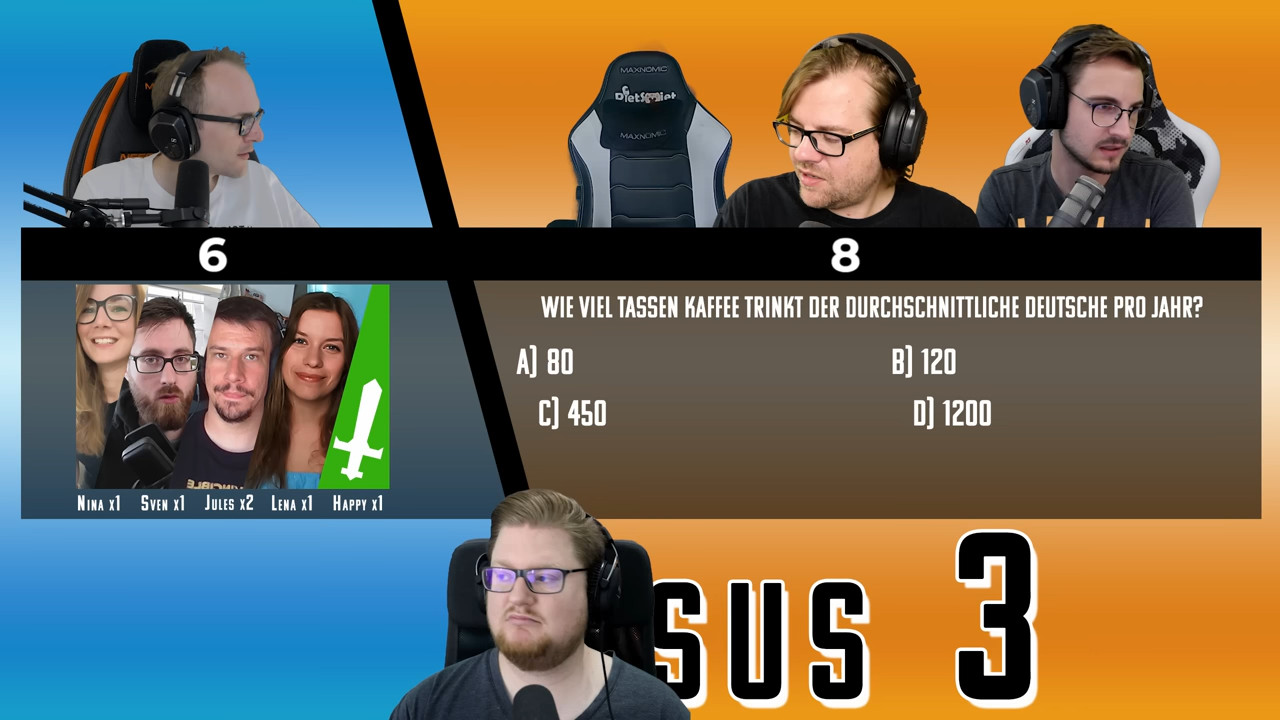 MAXNOMIC
PietSmiet
MAXNOMIC
6
8
WIE VIEL TASSEN KAFFEE TRINKT DER DURCHSCHNITTLICHE DEUTSCHE PRO JAHR?
A) 80
B) 120
C) 450
D) 1200
NINA X1 SVEN X1 JULES X2 LENA X1 HAPPY X1
SUS 3